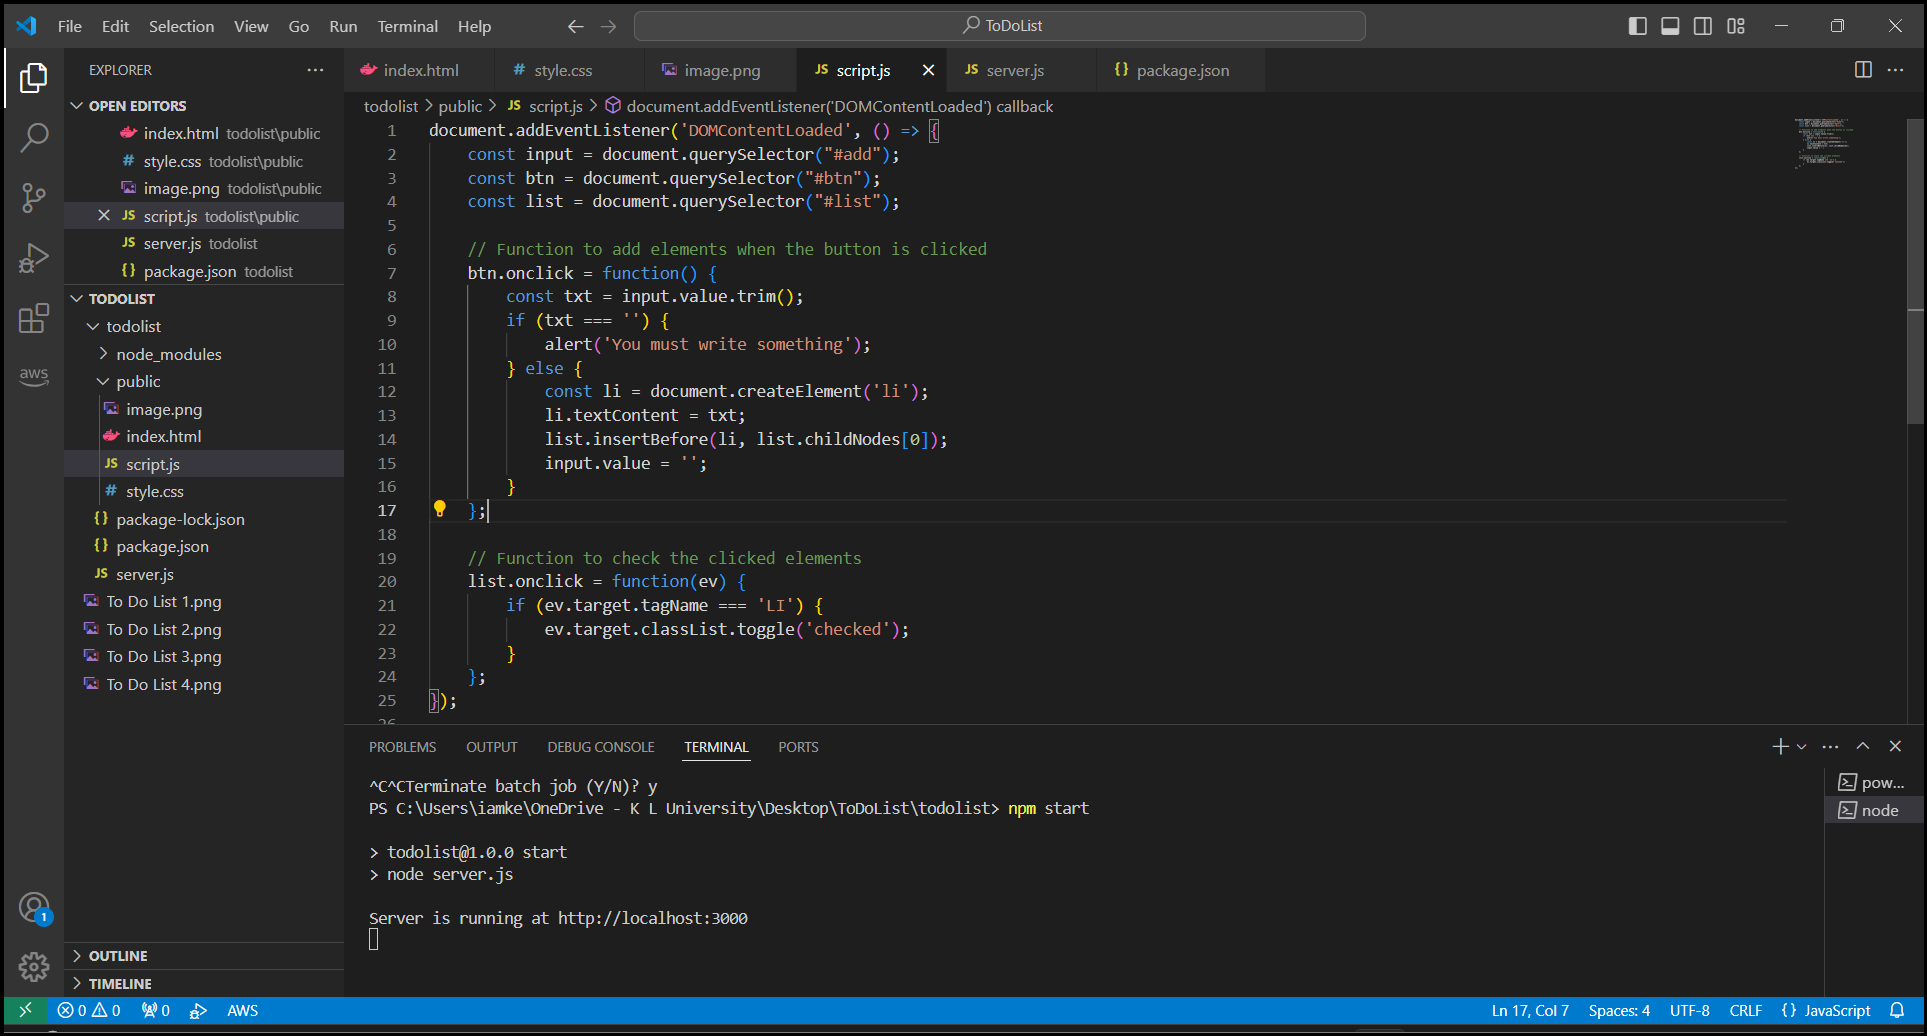 File Edit Selection View Go Run Terminal Help
ToDoList
EXPLORER
OPEN EDITORS
index.html todolist\public
style.css todolist\public
image.png todolist\public
JS script.js todolist\public
JS server.js todolist
{} package.json todolist
TODOLIST
todolist
node_modules
public
image.png
index.html
JS script.js
# style.css
{} package-lock.json
{} package.json
JS server.js
To Do List 1.png
To Do List 2.png
To Do List 3.png
To Do List 4.png
OUTLINE
TIMELINE
aws
1
index.html # style.css image.png JS script.js JS server.js {} package.json
todolist > public > JS script.js > document.addEventListener('DOMContentLoaded') callback
1 document.addEventListener('DOMContentLoaded', () => {
2 const input = document.querySelector("#add");
3 const btn = document.querySelector("#btn");
4 const list = document.querySelector("#list");
5
6 // Function to add elements when the button is clicked
7 btn.onclick = function() {
8 const txt = input.value.trim();
9 if (txt === '') {
10 alert('You must write something');
11 } else {
12 const li = document.createElement('li');
13 li.textContent = txt;
14 list.insertBefore(li, list.childNodes[0]);
15 input.value = '';
16 }
17 };
18
19 // Function to check the clicked elements
20 list.onclick = function(ev) {
21 if (ev.target.tagName === 'LI') {
22 ev.target.classList.toggle('checked');
23 }
24 };
25 });
26
PROBLEMS OUTPUT DEBUG CONSOLE TERMINAL PORTS
^C^CTerminate batch job (Y/N)? y
PS C:\Users\iamke\OneDrive - K L University\Desktop\ToDoList\todolist> npm start
> todolist@1.0.0 start
> node server.js
Server is running at http://localhost:3000
pow...
node
0 0 0 AWS
Ln 17, Col 7 Spaces: 4 UTF-8 CRLF {} JavaScript